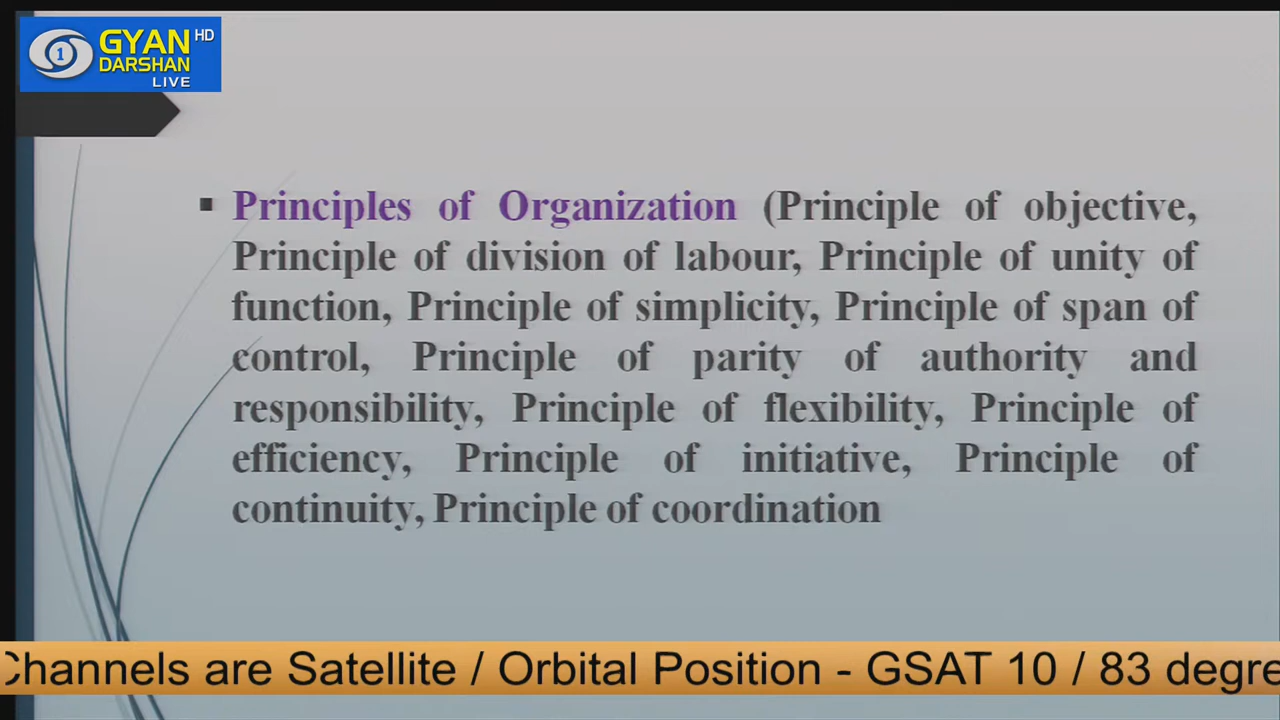 GYAN HD
DARSHAN
LIVE
1
▪ Principles of Organization (Principle of objective,
Principle of division of labour, Principle of unity of
function, Principle of simplicity, Principle of span of
control, Principle of parity of authority and
responsibility, Principle of flexibility, Principle of
efficiency, Principle of initiative, Principle of
continuity, Principle of coordination
Channels are Satellite / Orbital Position - GSAT 10 / 83 degre